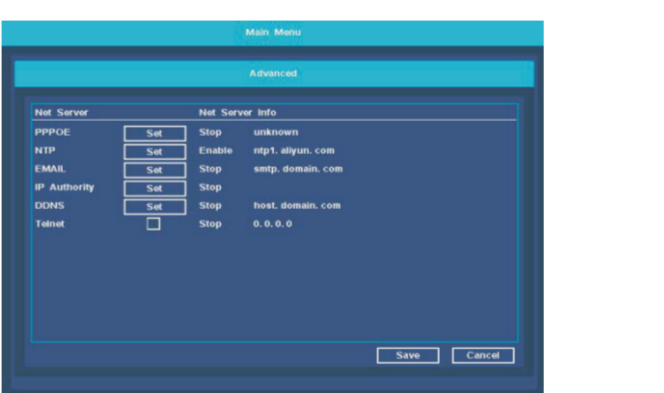 Main Menu
Advanced
Net Server Net Server Info
PPPOE Set Stop unknown
NTP Set Enable ntp1. aliyun. com
EMAIL Set Stop smtp. domain. com
IP Authority Set Stop
DDNS Set Stop host. domain. com
Telnet Stop 0. 0. 0. 0
Save Cancel